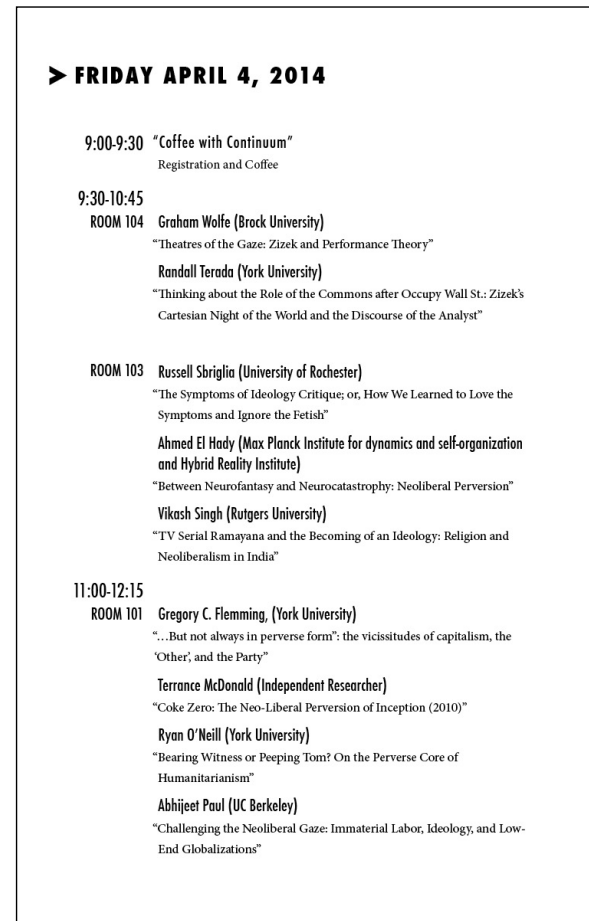 > FRIDAY APRIL 4, 2014
9:00-9:30 “Coffee with Continuum”
Registration and Coffee
9:30-10:45
ROOM 104 Graham Wolfe (Brock University)
“Theatres of the Gaze: Zizek and Performance Theory”
Randall Terada (York University)
“Thinking about the Role of the Commons after Occupy Wall St.: Zizek’s
Cartesian Night of the World and the Discourse of the Analyst”
ROOM 103 Russell Sbriglia (University of Rochester)
“The Symptoms of Ideology Critique; or, How We Learned to Love the
Symptoms and Ignore the Fetish”
Ahmed El Hady (Max Planck Institute for dynamics and self-organization
and Hybrid Reality Institute)
“Between Neurofantasy and Neurocatastrophy: Neoliberal Perversion”
Vikash Singh (Rutgers University)
“TV Serial Ramayana and the Becoming of an Ideology: Religion and
Neoliberalism in India”
11:00-12:15
ROOM 101 Gregory C. Flemming, (York University)
“…But not always in perverse form”: the vicissitudes of capitalism, the
‘Other’, and the Party”
Terrance McDonald (Independent Researcher)
“Coke Zero: The Neo-Liberal Perversion of Inception (2010)”
Ryan O’Neill (York University)
“Bearing Witness or Peeping Tom? On the Perverse Core of
Humanitarianism”
Abhijeet Paul (UC Berkeley)
“Challenging the Neoliberal Gaze: Immaterial Labor, Ideology, and Low-
End Globalizations”